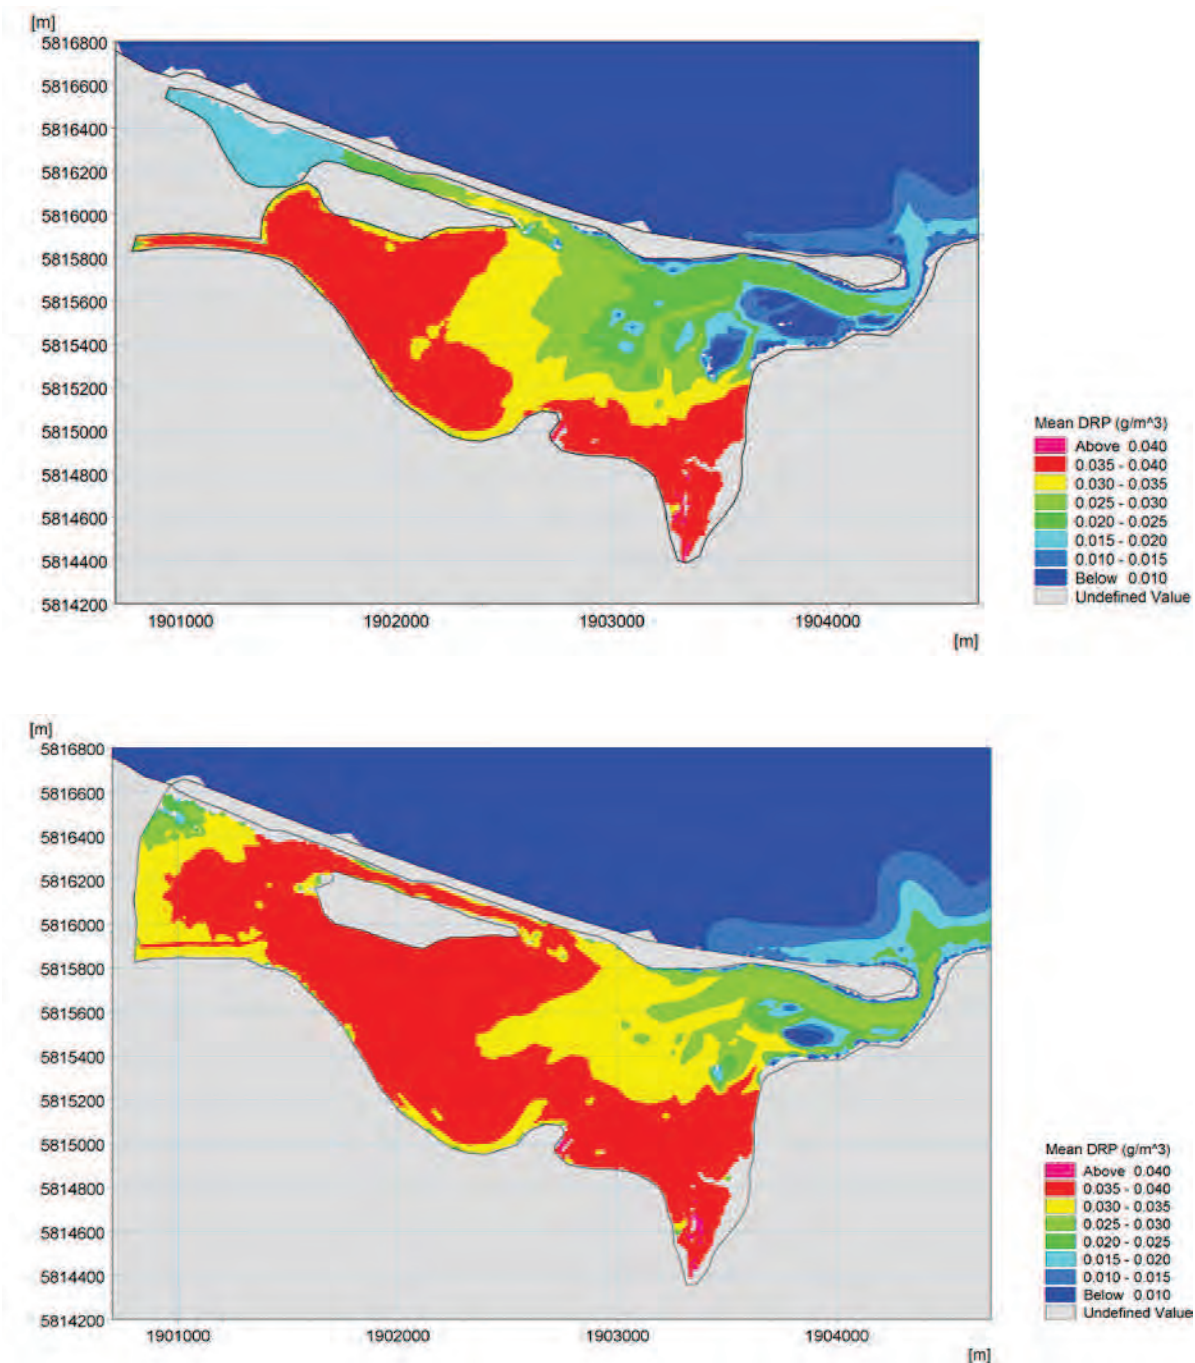 [m]
5816800
5816600
5816400
5816200
5816000
5815800
5815600
5815400
5815200
5815000
5814800
5814600
5814400
5814200
1901000 1902000 1903000 1904000
[m]
Mean DRP (g/m^3)
Above 0.040
0.035 - 0.040
0.030 - 0.035
0.025 - 0.030
0.020 - 0.025
0.015 - 0.020
0.010 - 0.015
Below 0.010
Undefined Value
[m]
5816800
5816600
5816400
5816200
5816000
5815800
5815600
5815400
5815200
5815000
5814800
5814600
5814400
5814200
1901000 1902000 1903000 1904000
[m]
Mean DRP (g/m^3)
Above 0.040
0.035 - 0.040
0.030 - 0.035
0.025 - 0.030
0.020 - 0.025
0.015 - 0.020
0.010 - 0.015
Below 0.010
Undefined Value